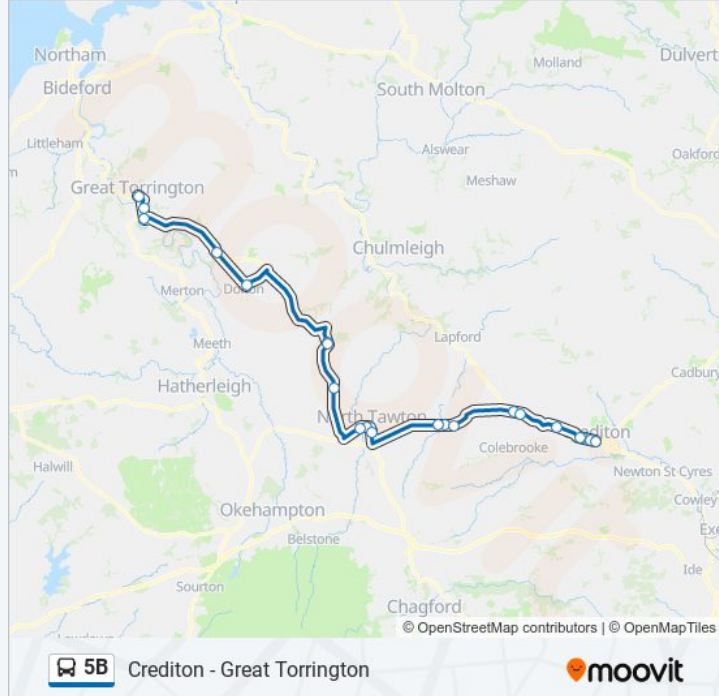 Northam
Bideford
Dulvert
Molland
South Molton
Littleham
m
Alswear
Oakford
Great Torrington
Meshaw
Chulmleigh
Merton
Dolton
Meeth
Lapford
Cadbury
Hatherleigh
North Tawton
Crediton
Colebrooke
Halwill
Newton St Cyres
Okehampton
Cowley
Exe
Belstone
Ide
Sourton
Chagford
© OpenStreetMap contributors | © OpenMapTiles
5B Crediton - Great Torrington
moovit